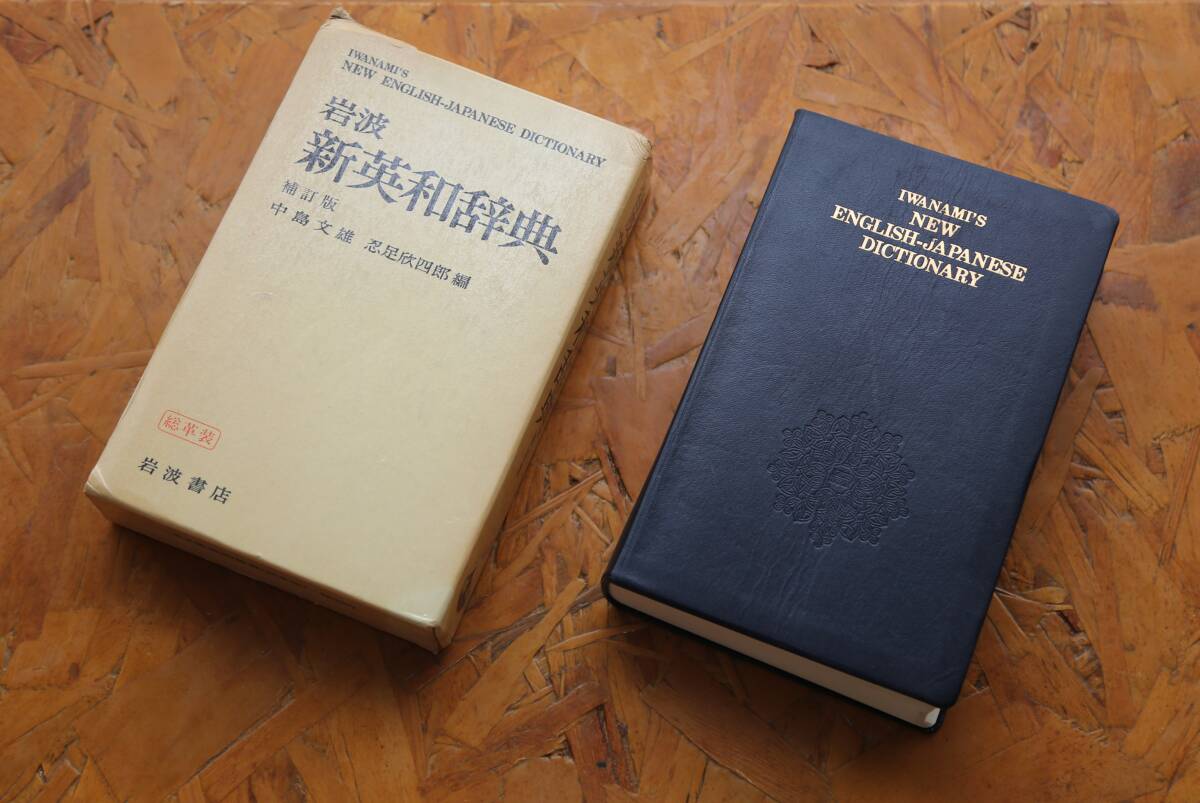 IWANAMI'S
NEW ENGLISH-JAPANESE DICTIONARY
岩波
新英和辞典
補訂版
中島文雄 忍足欣四郎編
総革装
岩波書店
IWANAMI'S
NEW
ENGLISH-JAPANESE
DICTIONARY